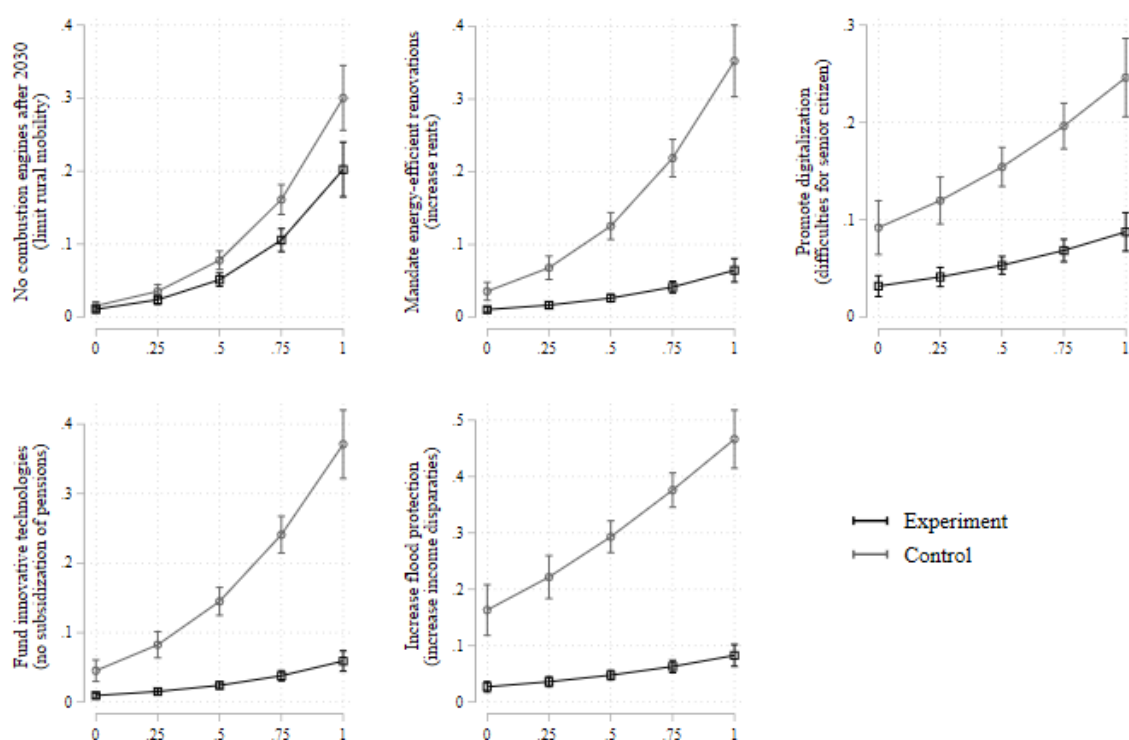 No combustion engines after 2030
(limit rural mobility)
.4
.3
.2
.1
0
0 .25 .5 .75 1
Mandate energy-efficient renovations
(increase rents)
.4
.3
.2
.1
0
0 .25 .5 .75 1
Promote digitalization
(difficulties for senior citizen)
.3
.2
.1
0
0 .25 .5 .75 1
Fund innovative technologies
(no subsidization of pensions)
.4
.3
.2
.1
0
0 .25 .5 .75 1
Increase flood protection
(increase income disparaties)
.5
.4
.3
.2
.1
0
0 .25 .5 .75 1
Experiment
Control